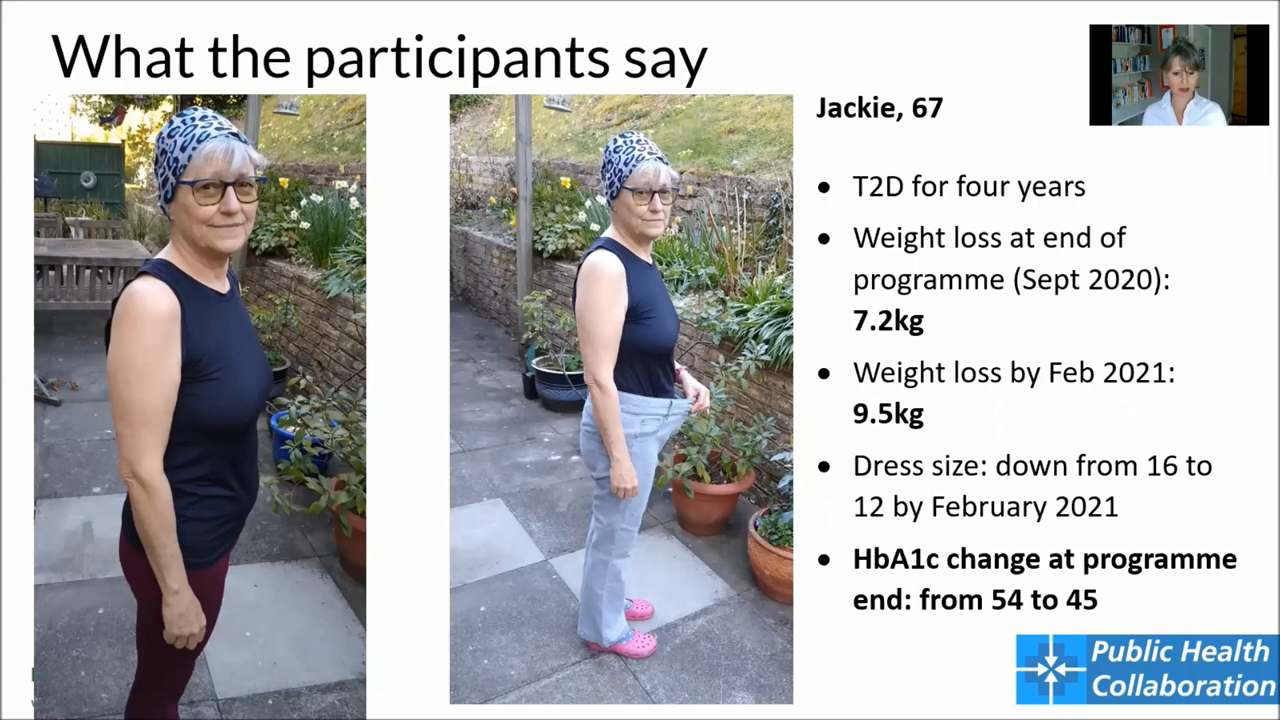 What the participants say
Jackie, 67
• T2D for four years
• Weight loss at end of
programme (Sept 2020):
7.2kg
• Weight loss by Feb 2021:
9.5kg
• Dress size: down from 16 to
12 by February 2021
• HbA1c change at programme
end: from 54 to 45
Public Health
Collaboration